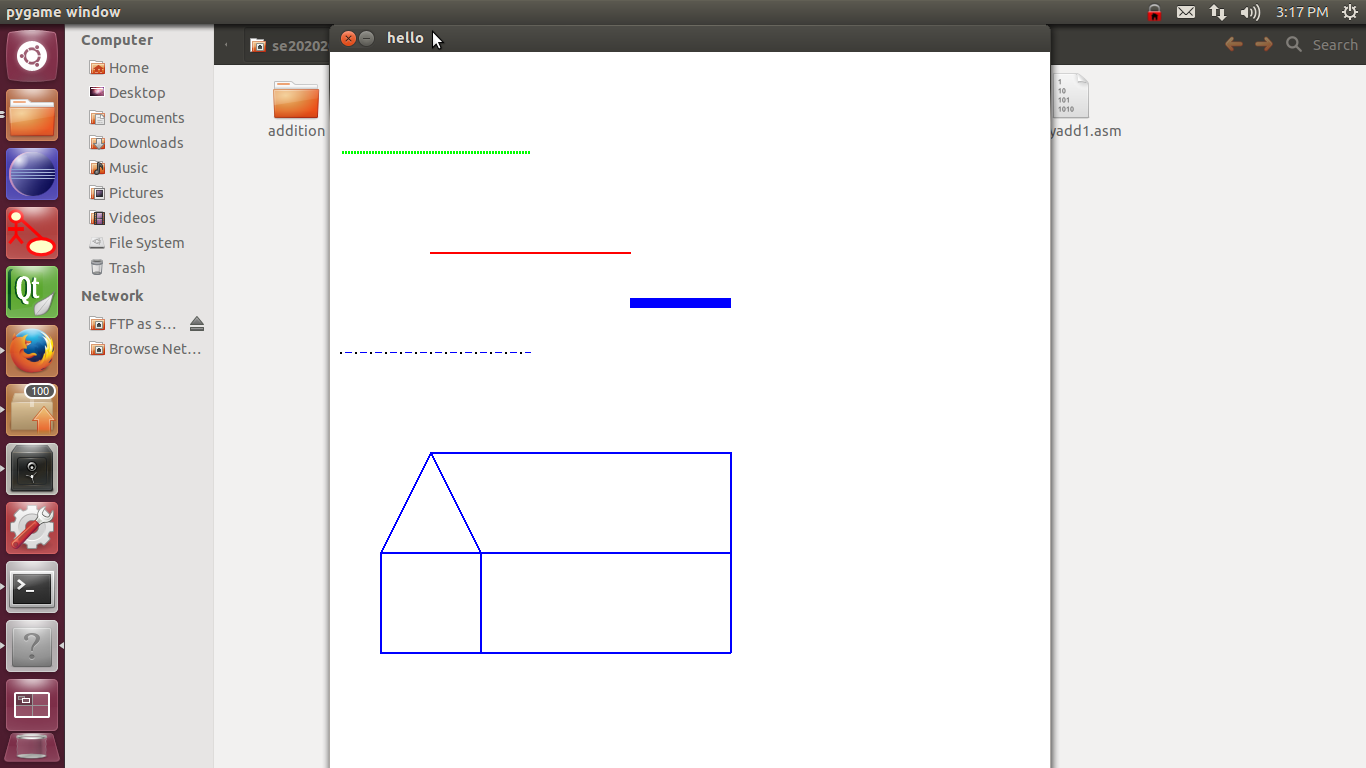 pygame window
3:17 PM
Computer
Home
Desktop
Documents
Downloads
Music
Pictures
Videos
File System
Trash
Network
FTP as s...
Browse Net...
se20202
hello
Search
addition
1
10
101
1010
yadd1.asm
Qt
100
>_
?